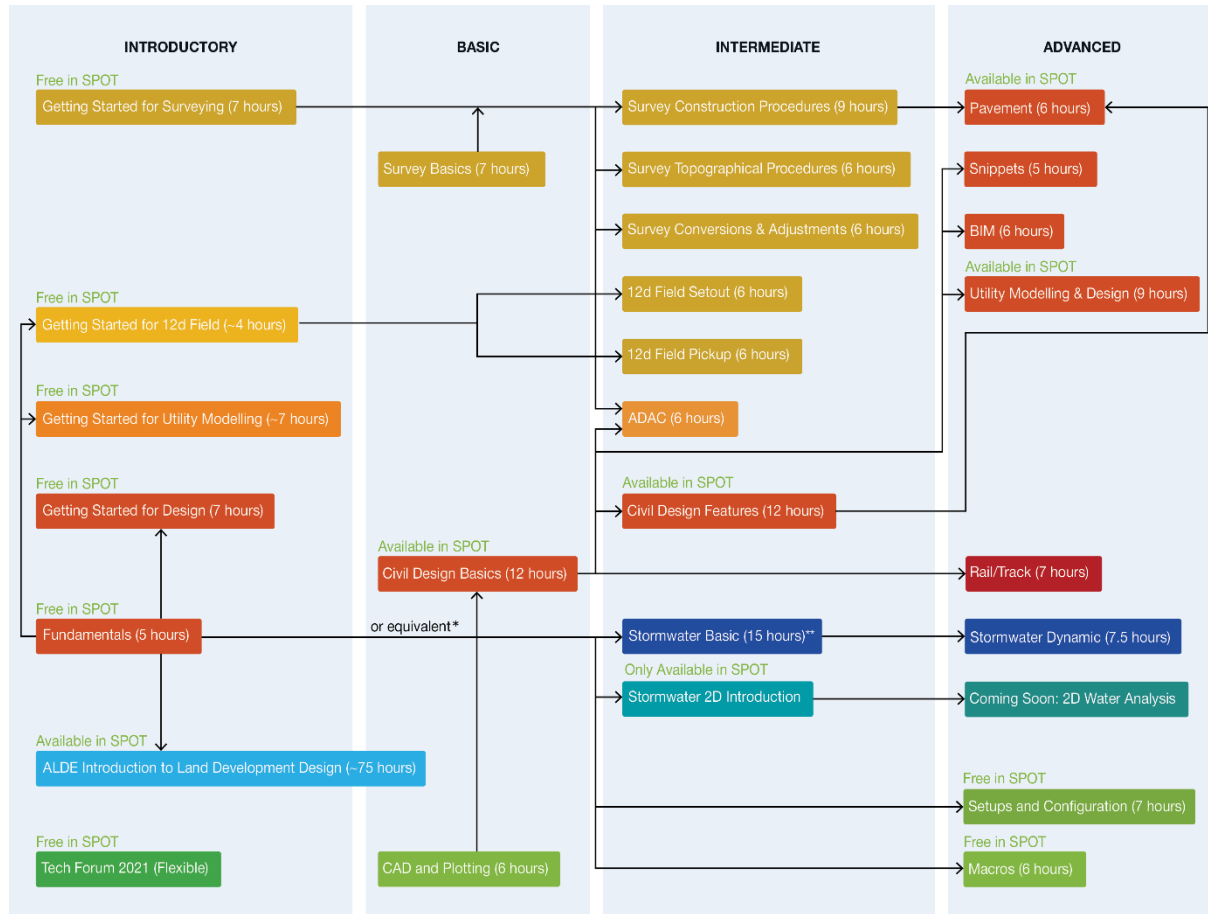 INTRODUCTORY
BASIC
INTERMEDIATE
ADVANCED
Free in SPOT
Getting Started for Surveying (7 hours)
Survey Basics (7 hours)
Survey Construction Procedures (9 hours)
Available in SPOT
Pavement (6 hours)
Survey Topographical Procedures (6 hours)
Snippets (5 hours)
Survey Conversions & Adjustments (6 hours)
BIM (6 hours)
Free in SPOT
Getting Started for 12d Field (~4 hours)
12d Field Setout (6 hours)
Available in SPOT
Utility Modelling & Design (9 hours)
12d Field Pickup (6 hours)
Free in SPOT
Getting Started for Utility Modelling (~7 hours)
ADAC (6 hours)
Free in SPOT
Getting Started for Design (7 hours)
Available in SPOT
Civil Design Features (12 hours)
Available in SPOT
Civil Design Basics (12 hours)
Rail/Track (7 hours)
Free in SPOT
Fundamentals (5 hours)
or equivalent*
Stormwater Basic (15 hours)**
Stormwater Dynamic (7.5 hours)
Only Available in SPOT
Stormwater 2D Introduction
Coming Soon: 2D Water Analysis
Available in SPOT
ALDE Introduction to Land Development Design (~75 hours)
Free in SPOT
Setups and Configuration (7 hours)
Free in SPOT
Tech Forum 2021 (Flexible)
CAD and Plotting (6 hours)
Free in SPOT
Macros (6 hours)